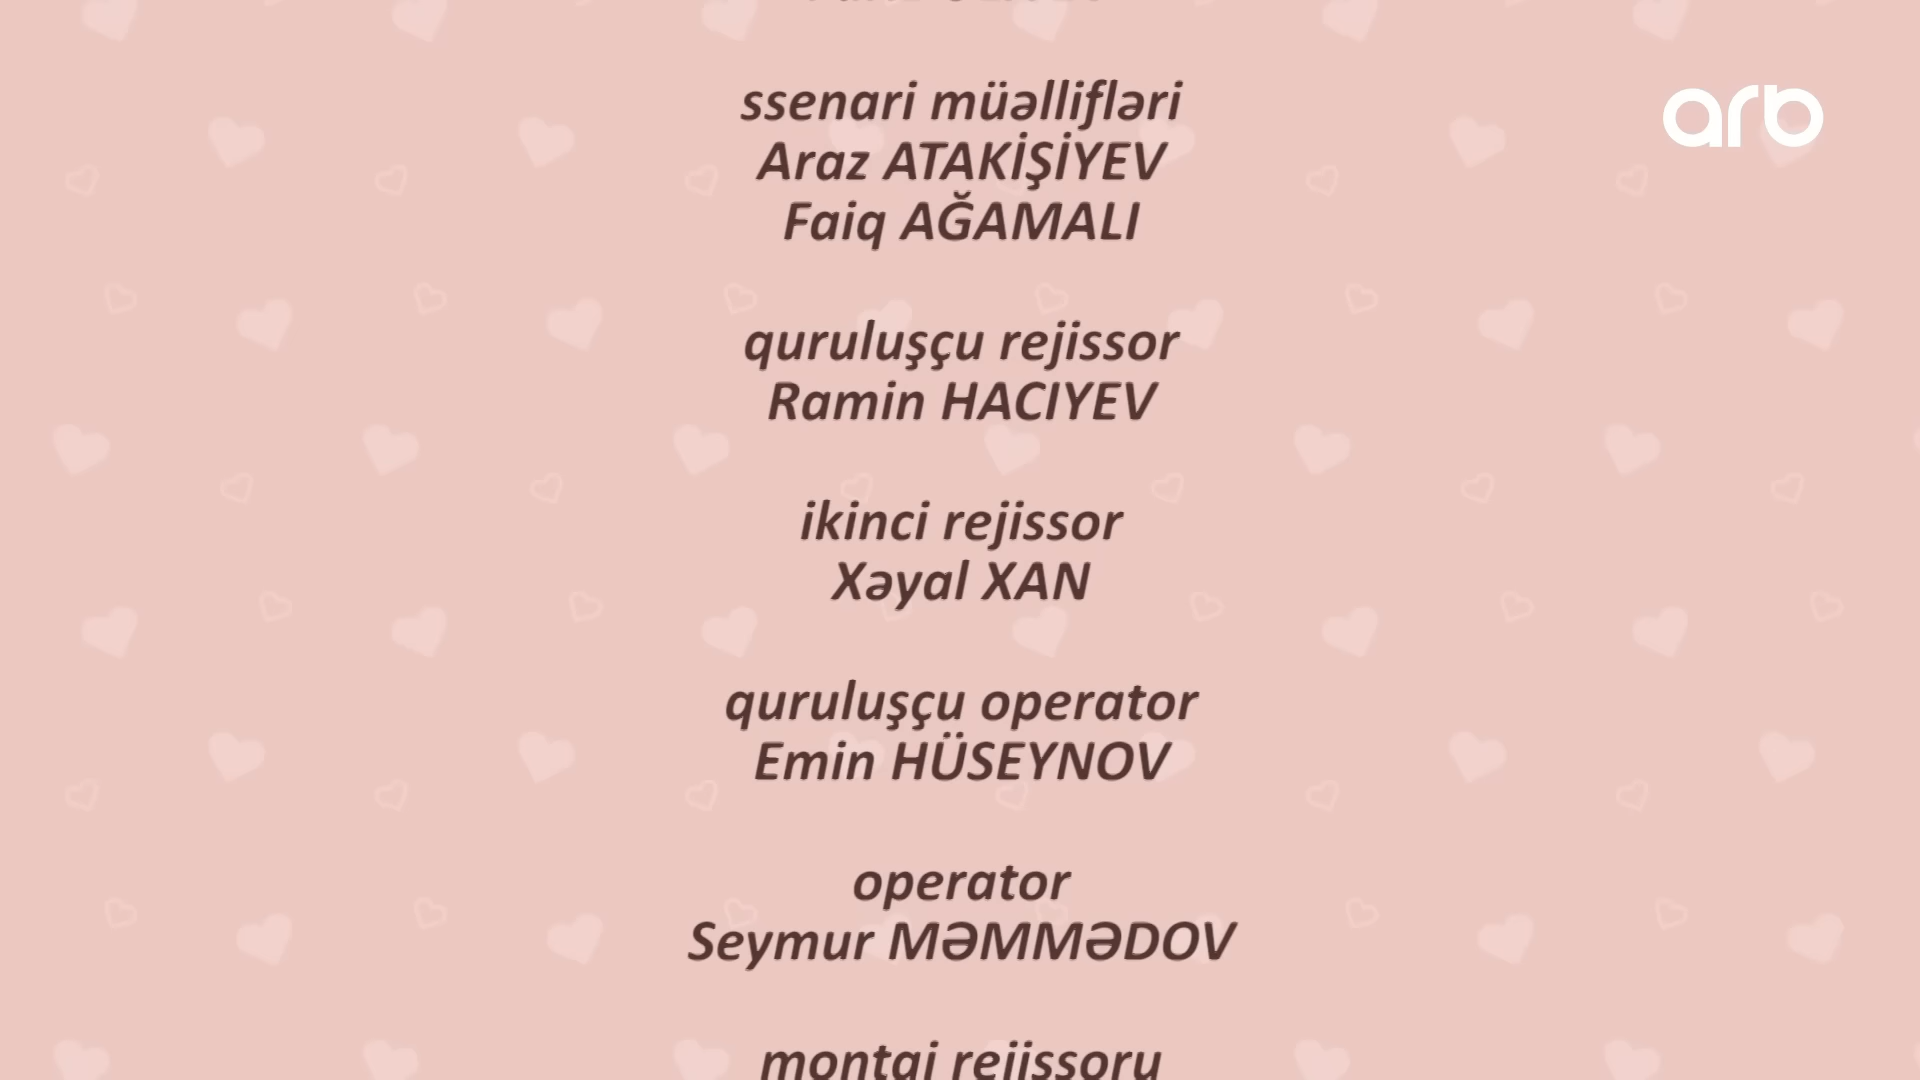 ssenari müəllifləri
arb
Araz ATAKİŞİYEV
Faiq AĞAMALI
quruluşçu rejissor
Ramin HACIYEV
ikinci rejissor
Xəyal XAN
quruluşçu operator
Emin HÜSEYNOV
operator
Seymur MƏMMƏDOV
montaj rejissoru